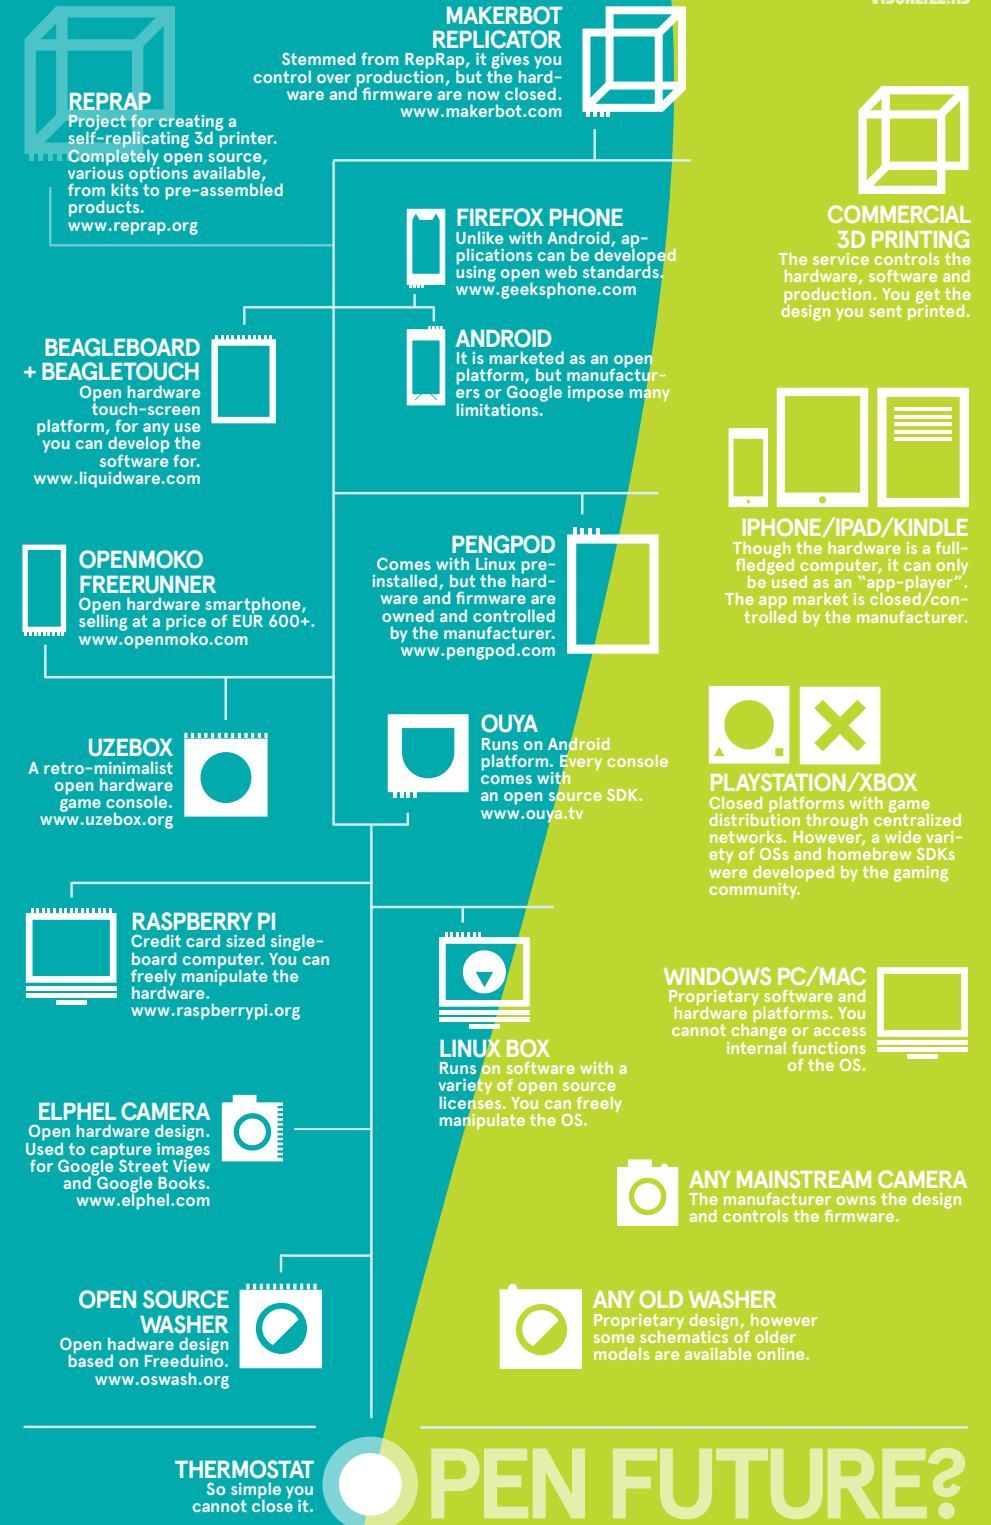 MAKERBOT
REPLICATOR
Stemmed from RepRap, it gives you
control over production, but the hard-
ware and firmware are now closed.
www.makerbot.com
REPRAP
Project for creating a
self-replicating 3d printer.
Completely open source,
various options available,
from kits to pre-assembled
products.
www.reprap.org
COMMERCIAL
3D PRINTING
The service controls the
hardware, software and
production. You get the
design you sent printed.
FIREFOX PHONE
Unlike with Android, ap-
plications can be developed
using open web standards.
www.geeksphone.com
ANDROID
It is marketed as an open
platform, but manufactur-
ers or Google impose many
limitations.
BEAGLEBOARD
+ BEAGLETOUCH
Open hardware
touch-screen
platform, for any use
you can develop the
software for.
www.liquidware.com
IPHONE/IPAD/KINDLE
Though the hardware is a full-
fledged computer, it can only
be used as an “app-player”.
The app market is closed/con-
trolled by the manufacturer.
OPENMOKO
FREERUNNER
Open hardware smartphone,
selling at a price of EUR 600+.
www.openmoko.com
PENGPOD
Comes with Linux pre-
installed, but the hard-
ware and firmware are
owned and controlled
by the manufacturer.
www.pengpod.com
UZEBOX
A retro-minimalist
open hardware
game console.
www.uzebox.org
OUYA
Runs on Android
platform. Every console
comes with
an open source SDK.
www.ouya.tv
PLAYSTATION/XBOX
Closed platforms with game
distribution through centralized
networks. However, a wide vari-
ety of OSs and homebrew SDKs
were developed by the gaming
community.
RASPBERRY PI
Credit card sized single-
board computer. You can
freely manipulate the
hardware.
www.raspberrypi.org
LINUX BOX
Runs on software with a
variety of open source
licenses. You can freely
manipulate the OS.
WINDOWS PC/MAC
Proprietary software and
hardware platforms. You
cannot change or access
internal functions
of the OS.
ELPHEL CAMERA
Open hardware design.
Used to capture images
for Google Street View
and Google Books.
www.elphel.com
ANY MAINSTREAM CAMERA
The manufacturer owns the design
and controls the firmware.
OPEN SOURCE
WASHER
Open hadware design
based on Freeduino.
www.oswash.org
ANY OLD WASHER
Proprietary design, however
some schematics of older
models are available online.
THERMOSTAT
So simple you
cannot close it.
OPEN FUTURE?